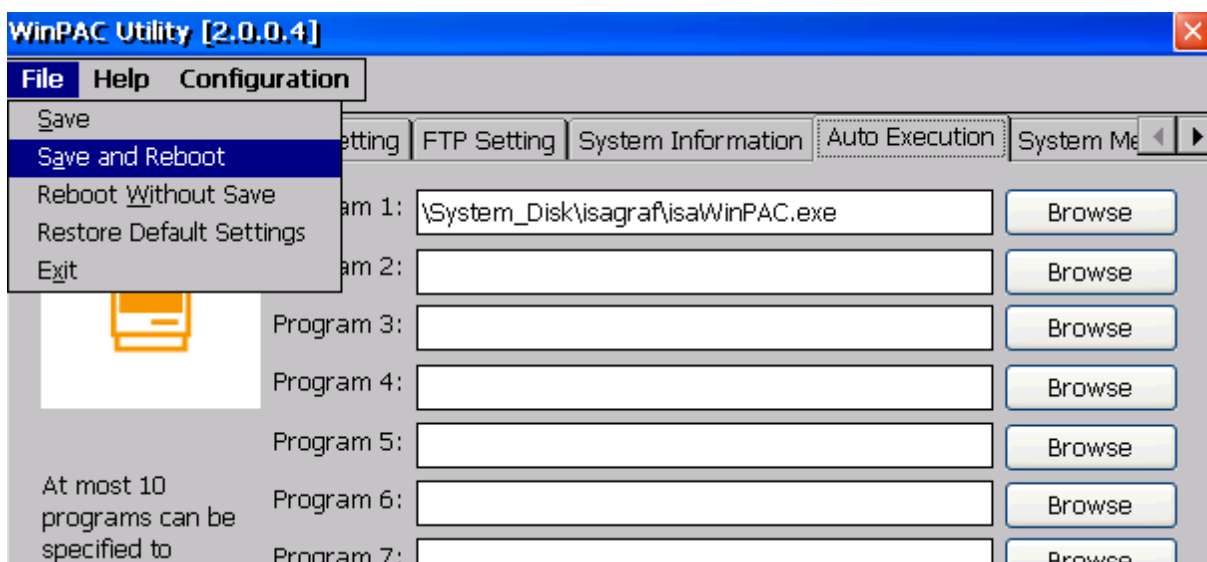 WinPAC Utility [2.0.0.4]
File Help Configuration
Save
Save and Reboot
Reboot Without Save
Restore Default Settings
Exit
etting FTP Setting System Information Auto Execution System Me
am 1: \System_Disk\isagraf\isaWinPAC.exe Browse
am 2: Browse
Program 3: Browse
Program 4: Browse
Program 5: Browse
Program 6: Browse
Program 7: Browse
At most 10
programs can be
specified to